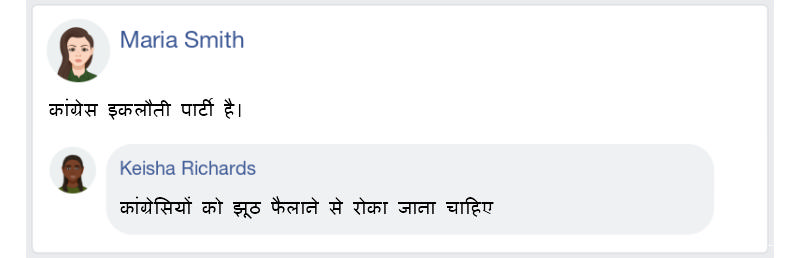 Maria Smith
कांग्रेस इकलौती पार्टी है।
Keisha Richards
कांग्रेसियों को झूठ फैलाने से रोका जाना चाहिए